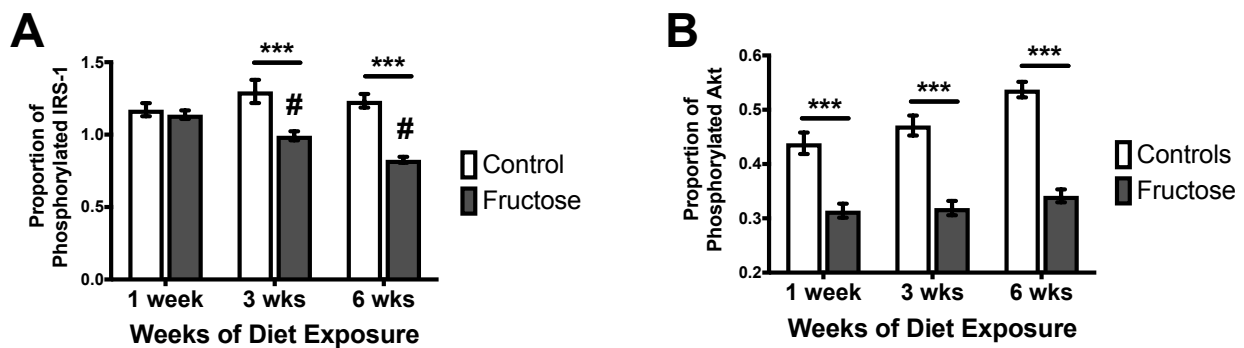 A
Proportion of
Phosphorylated IRS-1
1.5
1.0
0.5
0.0
***
***
#
#
1 week
3 wks
6 wks
Weeks of Diet Exposure
Control
Fructose
B
Proportion of
Phosphorylated Akt
0.6
0.5
0.4
0.3
0.2
***
***
***
1 week
3 wks
6 wks
Weeks of Diet Exposure
Controls
Fructose